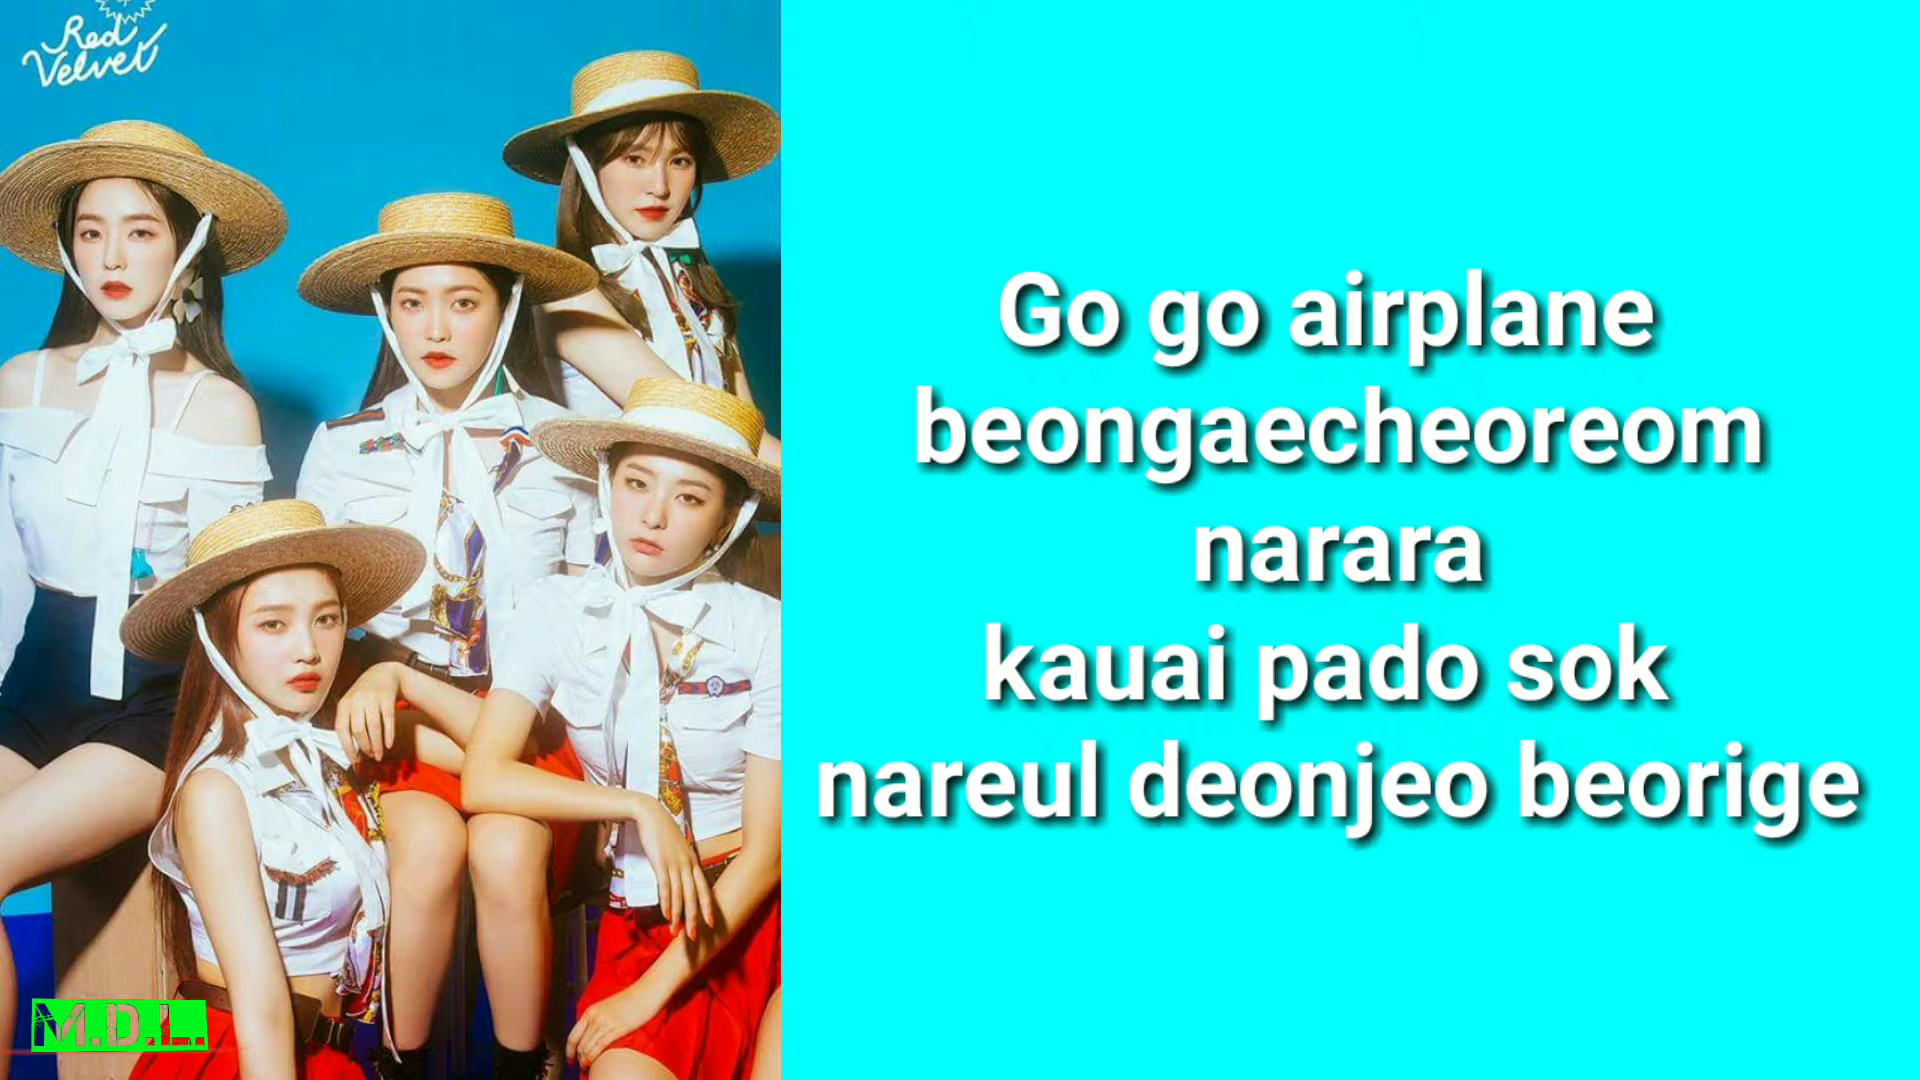 Red
Velvet
Go go airplane
beongaecheoreom
narara
kauai pado sok
nareul deonjeo beorige
M.D.L.